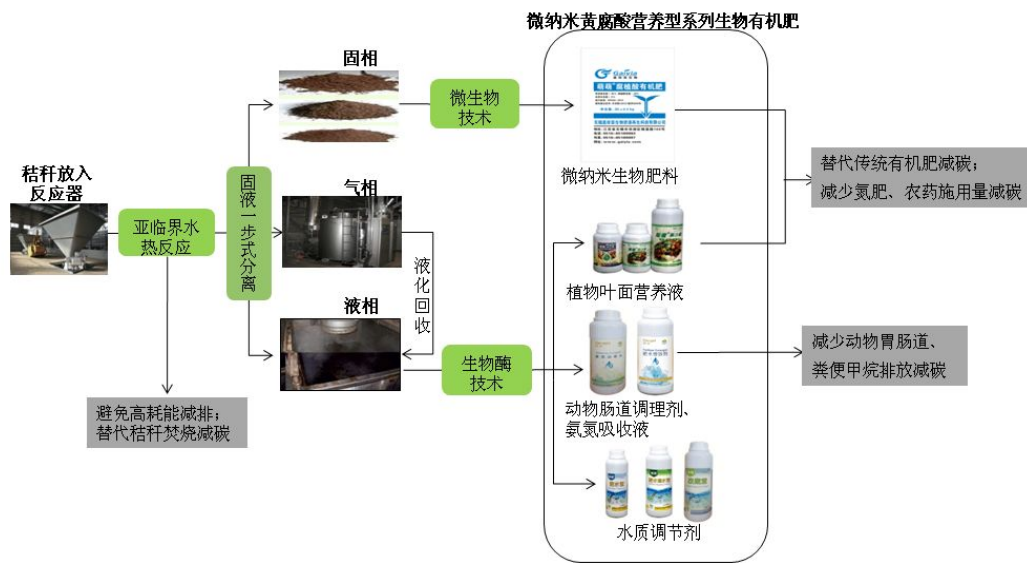 微纳米黄腐酸营养型系列生物有机肥
固相
微生物
技术
Gaixia
微纳米生物肥料
替代传统有机肥减碳；
减少氮肥、农药施用量减碳
秸秆放入
反应器
亚临界水
热反应
固液一步式分离
气相
液化回收
植物叶面营养液
液相
生物酶
技术
减少动物胃肠道、
粪便甲烷排放减碳
动物肠道调理剂、
氨氮吸收液
避免高耗能减排；
替代秸秆焚烧减碳
水质调节剂